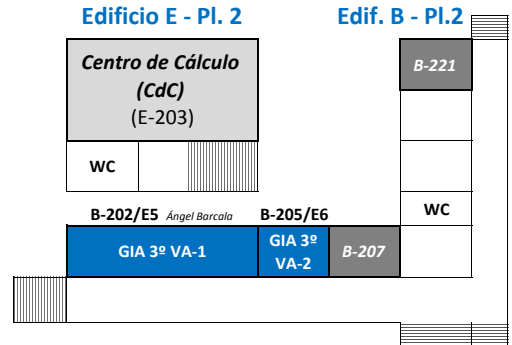 Edificio E - Pl. 2
Edif. B - Pl.2
Centro de Cálculo
(CdC)
(E-203)
B-221
WC
B-202/E5 Ángel Barcala
B-205/E6
WC
GIA 3º VA-1
GIA 3º
VA-2
B-207